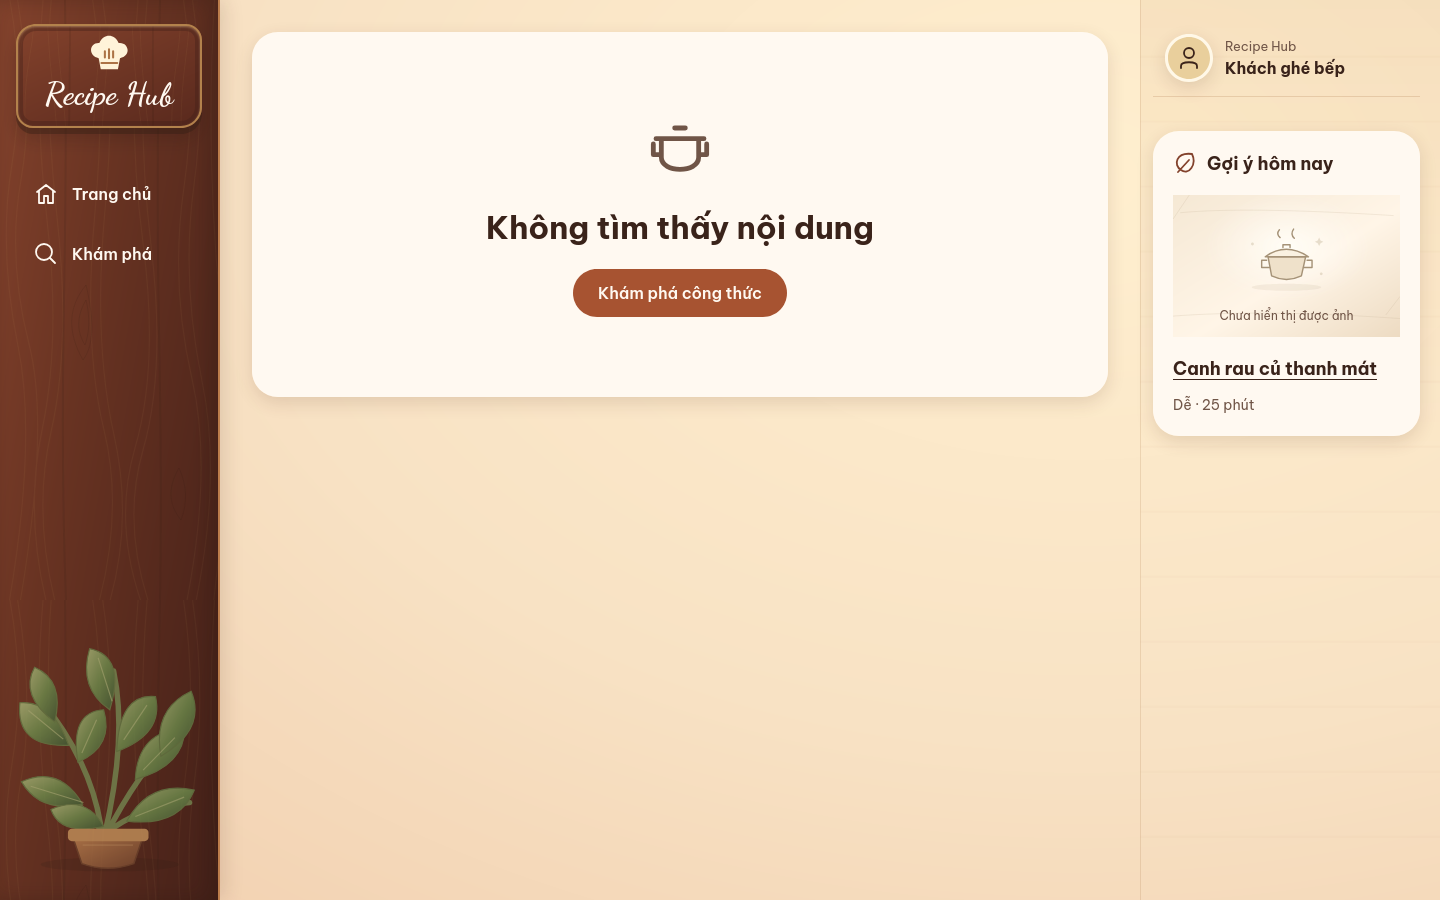 Recipe Hub
Trang chủ
Khám phá
Không tìm thấy nội dung
Khám phá công thức
Recipe Hub
Khách ghé bếp
Gợi ý hôm nay
Chưa hiển thị được ảnh
Canh rau củ thanh mát
Dễ · 25 phút